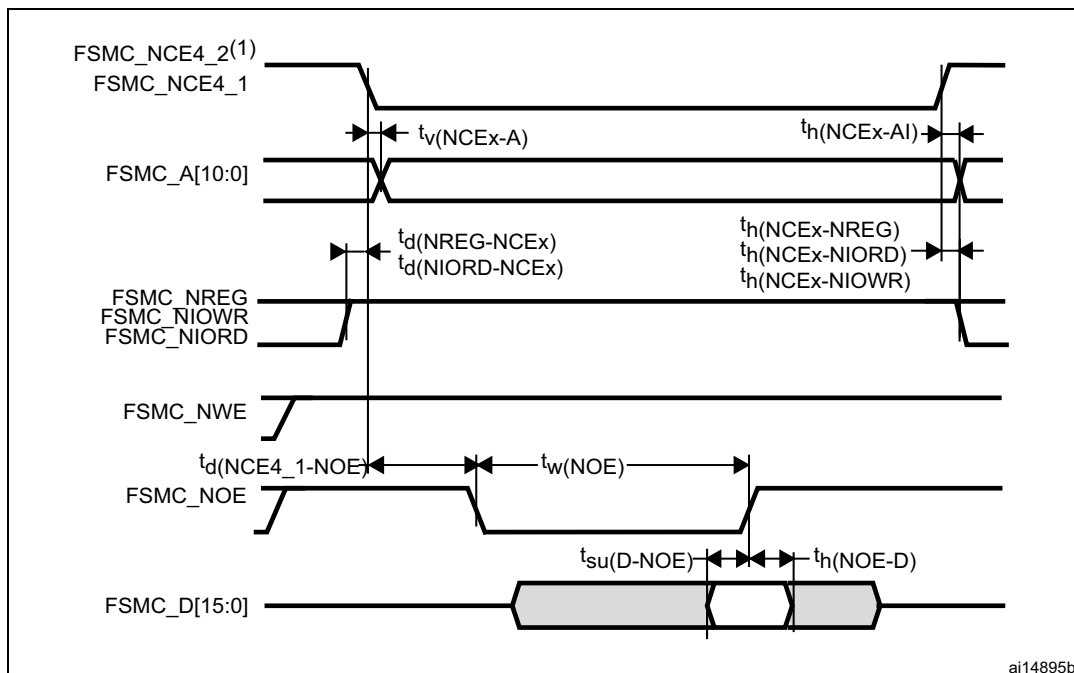 FSMC_NCE4_2(1)
FSMC_NCE4_1
tv(NCEx-A)
th(NCEx-AI)
FSMC_A[10:0]
td(NREG-NCEx)
td(NIORD-NCEx)
th(NCEx-NREG)
th(NCEx-NIORD)
th(NCEx-NIOWR)
FSMC_NREG
FSMC_NIOWR
FSMC_NIORD
FSMC_NWE
td(NCE4_1-NOE)
tw(NOE)
FSMC_NOE
tsu(D-NOE)
th(NOE-D)
FSMC_D[15:0]
ai14895b